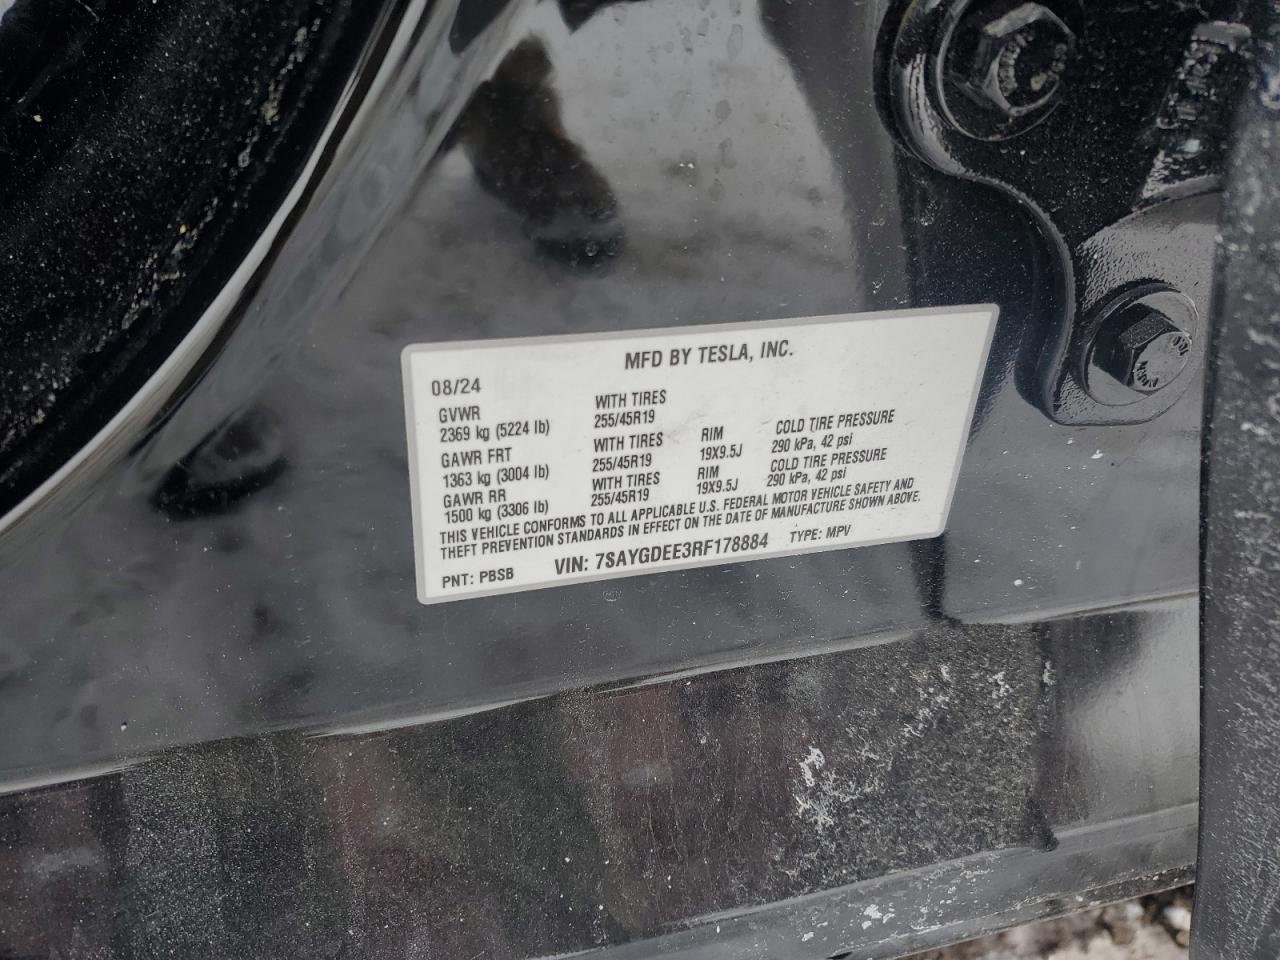 MFD BY TESLA, INC.
08/24
GVWR WITH TIRES
2369 kg (5224 lb) 255/45R19
GAWR FRT WITH TIRES RIM COLD TIRE PRESSURE
1363 kg (3004 lb) 255/45R19 19X9.5J 290 kPa, 42 psi
GAWR RR WITH TIRES RIM COLD TIRE PRESSURE
1500 kg (3306 lb) 255/45R19 19X9.5J 290 kPa, 42 psi
THIS VEHICLE CONFORMS TO ALL APPLICABLE U.S. FEDERAL MOTOR VEHICLE SAFETY AND
THEFT PREVENTION STANDARDS IN EFFECT ON THE DATE OF MANUFACTURE SHOWN ABOVE.
PNT: PBSB VIN: 7SAYGDEE3RF178884 TYPE: MPV